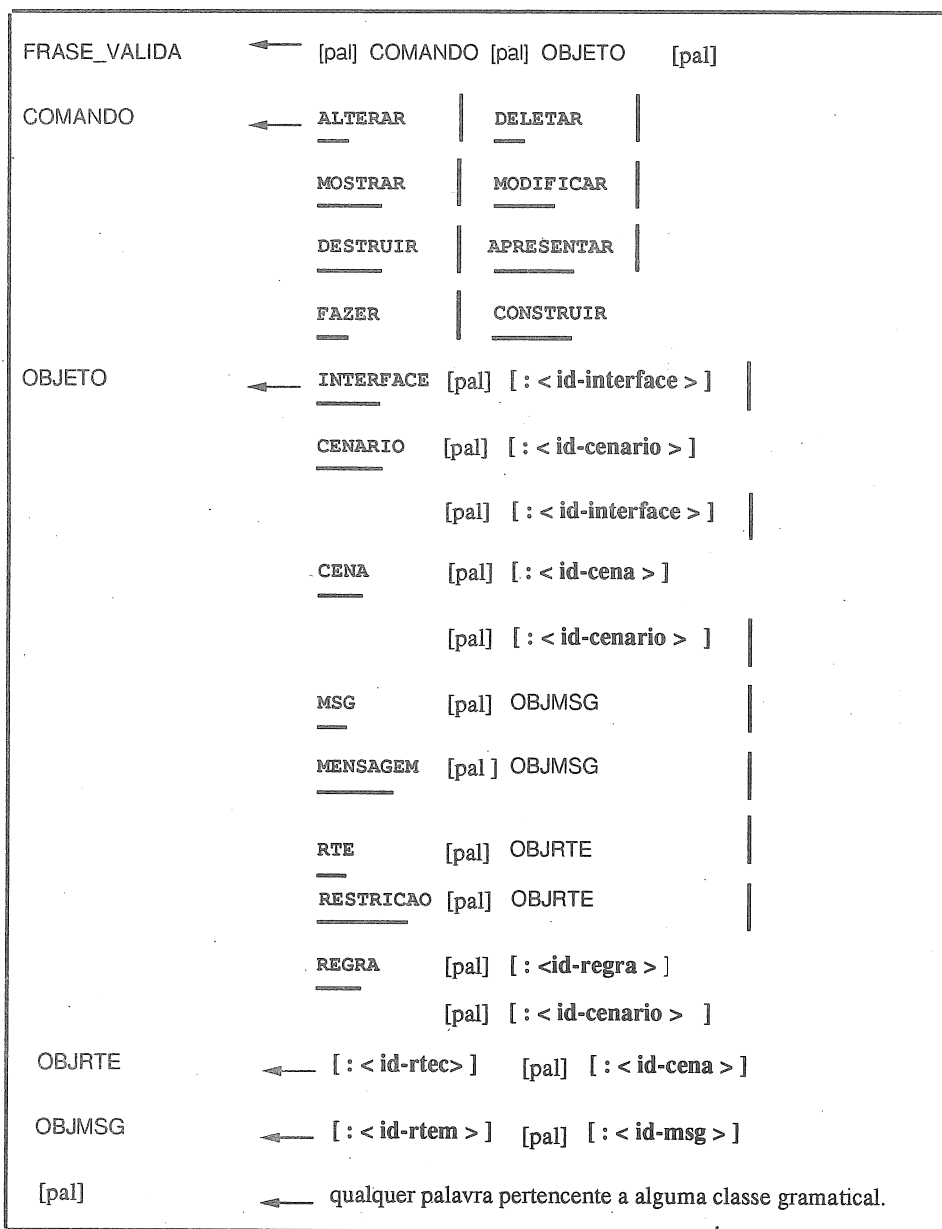 FRASE_VALIDA ← [pal] COMANDO [pal] OBJETO [pal]
COMANDO ← ALTERAR | DELETAR |
MOSTRAR | MODIFICAR |
DESTRUIR | APRESENTAR |
FAZER | CONSTRUIR
OBJETO ← INTERFACE [pal] [ : < id-interface > ] |
CENARIO [pal] [ : < id-cenario > ]
[pal] [ : < id-interface > ] |
CENA [pal] [ : < id-cena > ]
[pal] [ : < id-cenario > ] |
MSG [pal] OBJMSG |
MENSAGEM [pal ] OBJMSG |
RTE [pal] OBJRTE |
RESTRICAO [pal] OBJRTE |
REGRA [pal] [ : <id-regra > ]
[pal] [ : < id-cenario > ]
OBJRTE ← [ : < id-rtec> ] [pal] [ : < id-cena > ]
OBJMSG ← [ : < id-rtem > ] [pal] [ : < id-msg > ]
[pal] ← qualquer palavra pertencente a alguma classe gramatical.